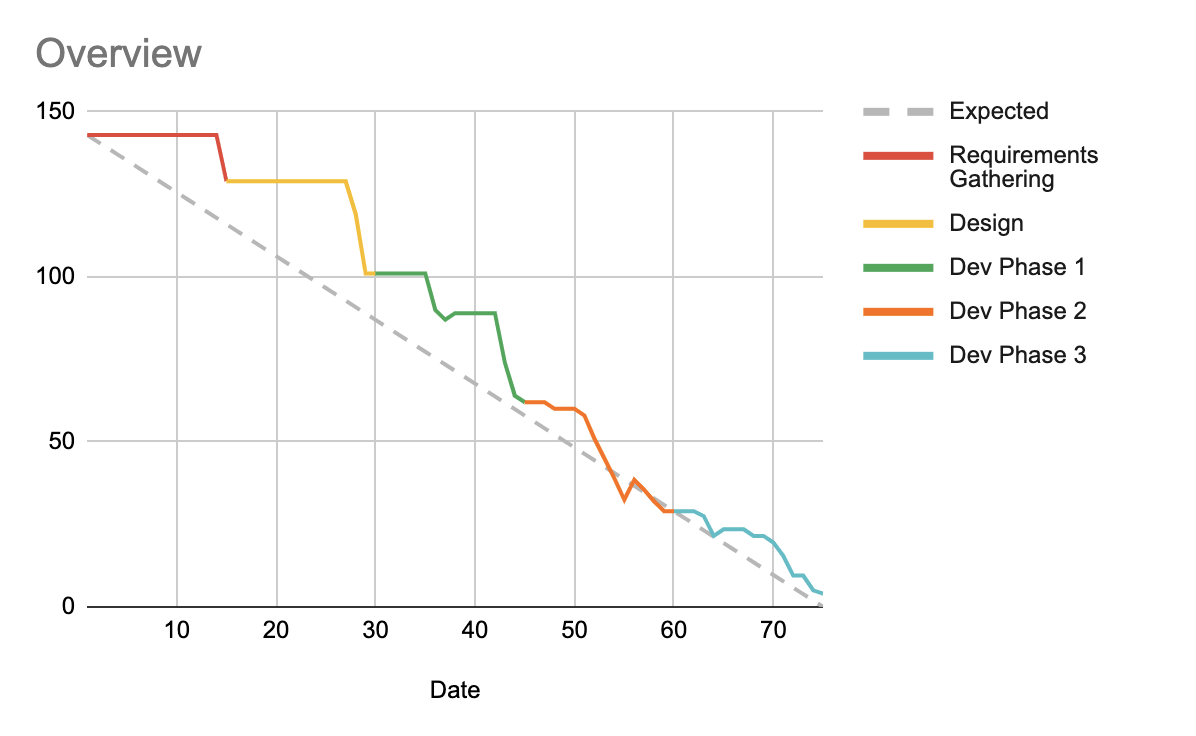 Overview
150
100
50
0
10 20 30 40 50 60 70
Date
Expected
Requirements
Gathering
Design
Dev Phase 1
Dev Phase 2
Dev Phase 3